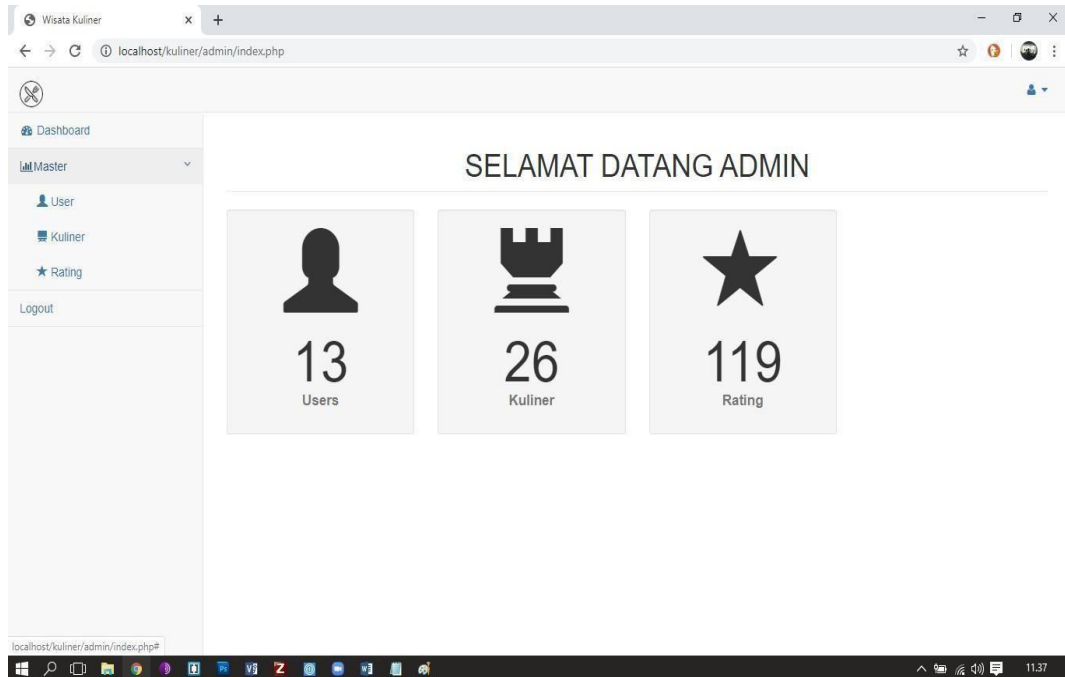 Wisata Kuliner
localhost/kuliner/admin/index.php
Dashboard
Master
User
Kuliner
Rating
Logout
SELAMAT DATANG ADMIN
13
Users
26
Kuliner
119
Rating
localhost/kuliner/admin/index.php#
11.37